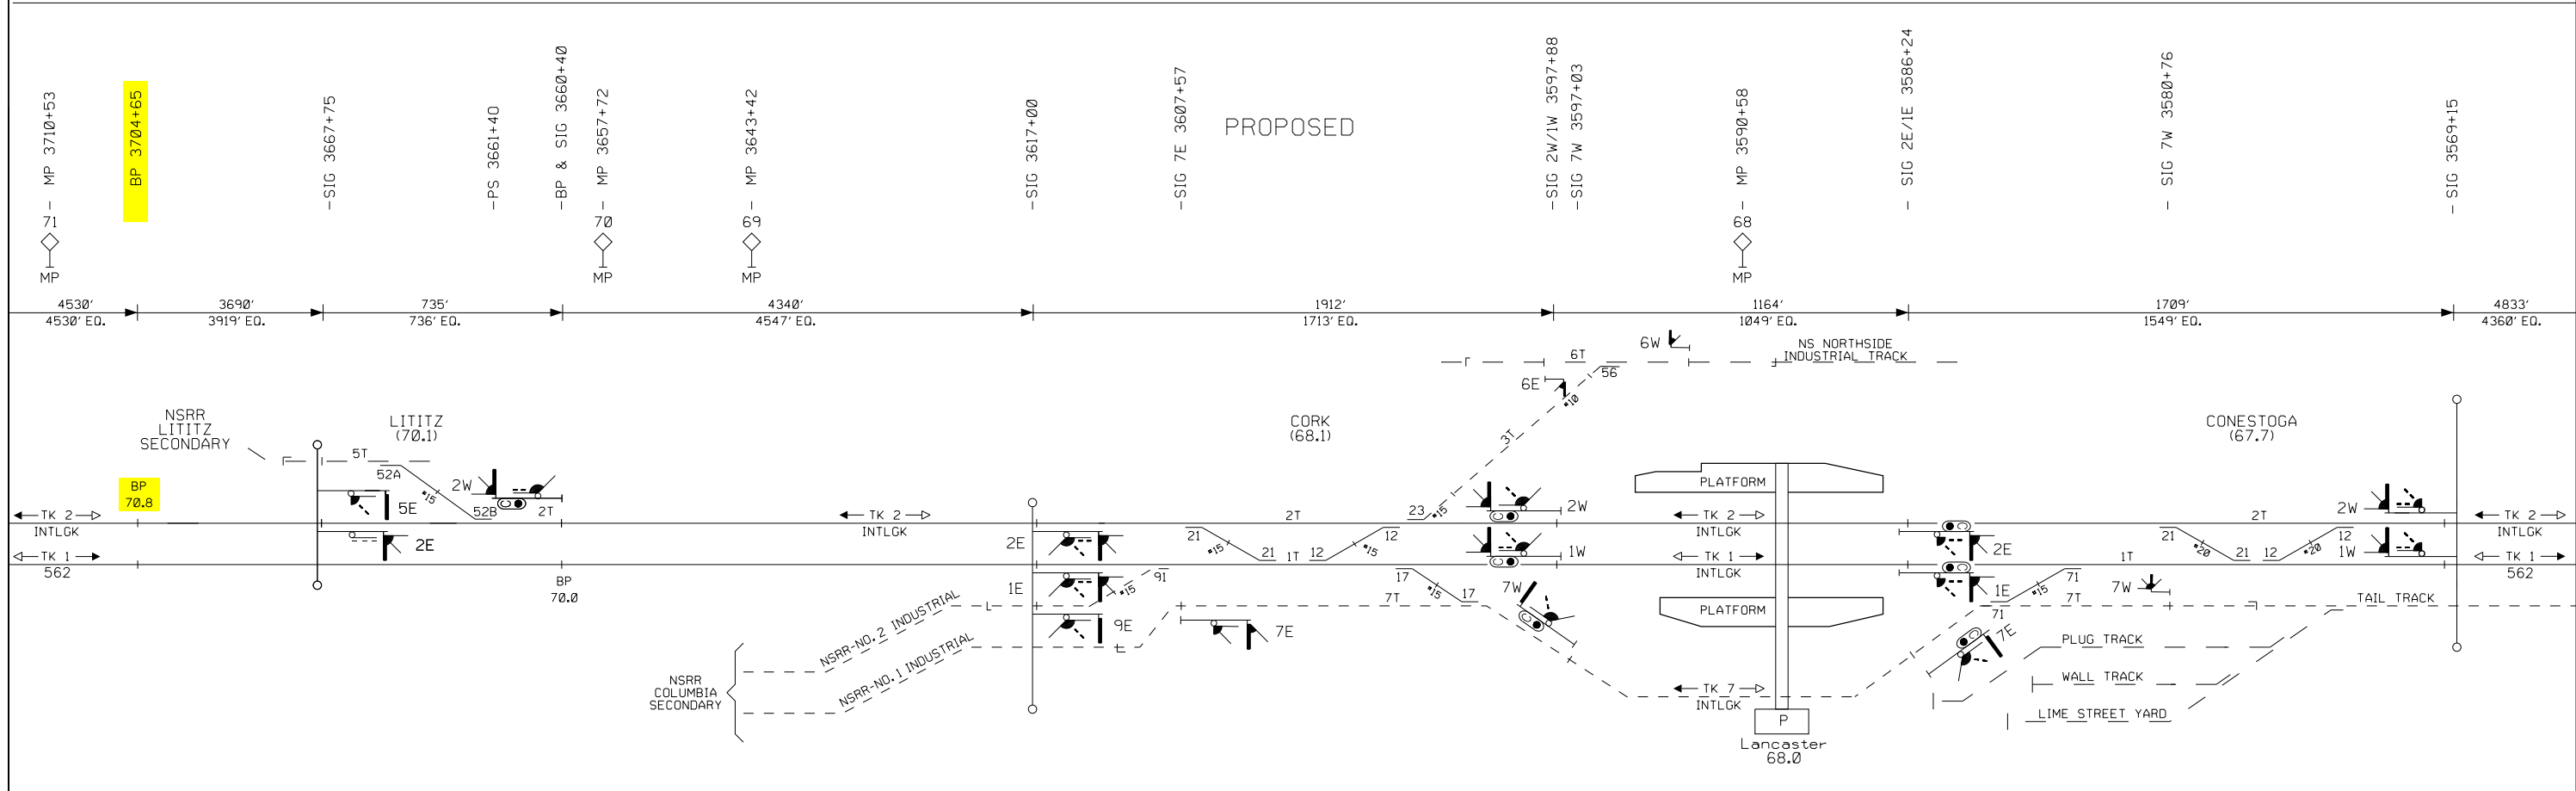 MP 3710+53
BP 3704+65
SIG 3667+75
PS 3661+40
BP & SIG 3660+40
MP 3657+72
MP 3643+42
SIG 3617+00
SIG 7E 3607+57
PROPOSED
SIG 2W/1W 3597+88
SIG 7W 3597+03
MP 3590+58
SIG 2E/1E 3586+24
SIG 7W 3580+76
SIG 3569+15
71
70
69
68
MP
MP
MP
MP
4530'
3690'
735'
4340'
1912'
1164'
1709'
4833'
4530' EQ.
3919' EQ.
736' EQ.
4547' EQ.
1713' EQ.
1049' EQ.
1549' EQ.
4360' EQ.
6W
NS NORTHSIDE
INDUSTRIAL TRACK
6T
56
6E
#10
3T
NSRR
LITITZ
SECONDARY
LITITZ
(70.1)
CORK
(68.1)
CONESTOGA
(67.7)
5T
52A
#15
52B
2W
2T
5E
2E
BP
70.8
TK 2
INTLGK
TK 1
562
BP
70.0
TK 2
INTLGK
2E
1E
9E
21
#15
21
2T
1T
12
#15
12
23
#15
2W
1W
91
#15
17
#15
17
7W
7T
7E
PLATFORM
TK 2
INTLGK
TK 1
INTLGK
PLATFORM
TK 7
INTLGK
P
Lancaster
68.0
2E
1E
7E
71
#15
71
7T
7W
1T
2T
21
#20
21
12
#20
12
2W
1W
TK 2
INTLGK
TK 1
562
TAIL TRACK
PLUG TRACK
WALL TRACK
LIME STREET YARD
NSRR-NO.2 INDUSTRIAL
NSRR-NO.1 INDUSTRIAL
NSRR
COLUMBIA
SECONDARY